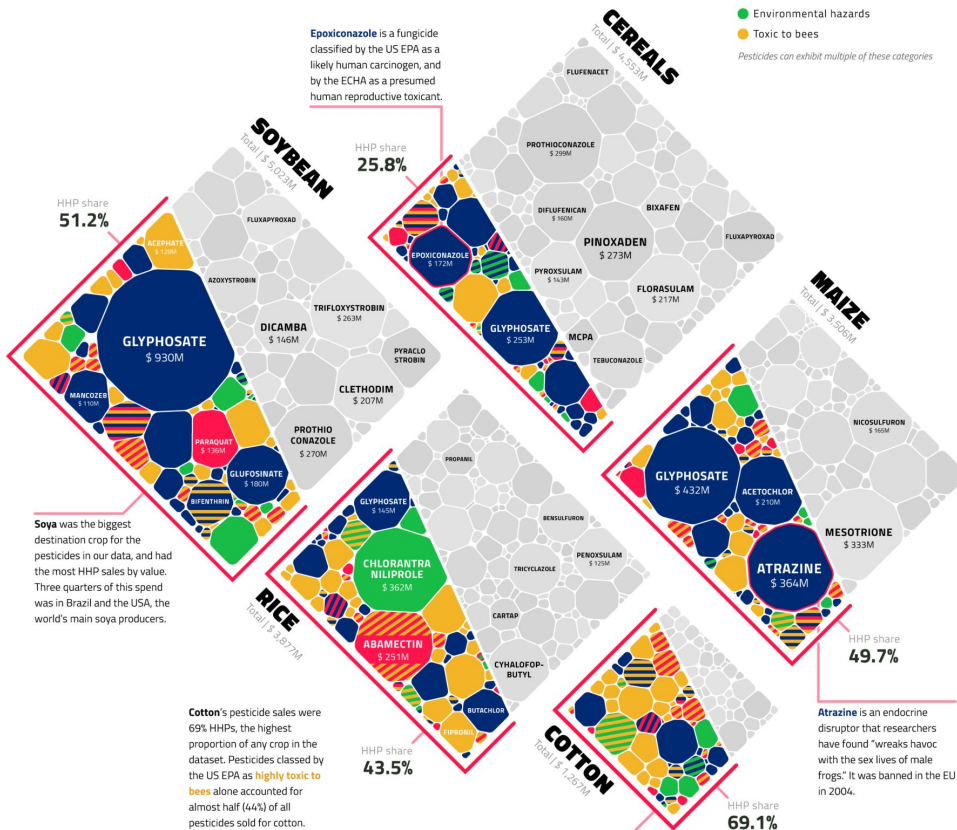 Environmental hazards
Toxic to bees
Pesticides can exhibit multiple of these categories
Epoxiconazole is a fungicide
classified by the US EPA as a
likely human carcinogen, and
by the ECHA as a presumed
human reproductive toxicant.
CEREALS
Total | $ 4,553M
HHP share
25.8%
FLUFENACET
PROTHIOCONAZOLE
$ 299M
DIFLUFENICAN
$ 160M
BIXAFEN
PINOXADEN
$ 273M
FLUXAPYROXAD
EPOXICONAZOLE
$ 172M
PYROXSULAM
$ 143M
FLORASULAM
$ 217M
GLYPHOSATE
$ 253M
MCPA
TEBUCONAZOLE
SOYBEAN
Total | $ 5,023M
HHP share
51.2%
ACEPHATE
$ 129M
FLUXAPYROXAD
AZOXYSTROBIN
GLYPHOSATE
$ 930M
TRIFLOXYSTROBIN
$ 263M
DICAMBA
$ 146M
PYRACLO
STROBIN
CLETHODIM
$ 207M
MANCOZEB
$ 110M
PARAQUAT
$ 136M
PROTHIO
CONAZOLE
$ 270M
GLUFOSINATE
$ 180M
BIFENTHRIN
Soya was the biggest
destination crop for the
pesticides in our data, and had
the most HHP sales by value.
Three quarters of this spend
was in Brazil and the USA, the
world's main soya producers.
MAIZE
Total | $ 3,506M
NICOSULFURON
$ 165M
GLYPHOSATE
$ 432M
ACETOCHLOR
$ 210M
MESOTRIONE
$ 333M
ATRAZINE
$ 364M
HHP share
49.7%
Atrazine is an endocrine
disruptor that researchers
have found “wreaks havoc
with the sex lives of male
frogs.” It was banned in the EU
in 2004.
RICE
Total | $ 3,877M
PROPANIL
GLYPHOSATE
$ 145M
BENSULFURON
CHLORANTRA
NILIPROLE
$ 362M
PENOXSULAM
$ 125M
TRICYCLAZOLE
CARTAP
ABAMECTIN
$ 251M
CYHALOFOP-
BUTYL
BUTACHLOR
FIPRONIL
HHP share
43.5%
Cotton's pesticide sales were
69% HHPs, the highest
proportion of any crop in the
dataset. Pesticides classed by
the US EPA as highly toxic to
bees alone accounted for
almost half (44%) of all
pesticides sold for cotton.
COTTON
Total | $ 1,267M
HHP share
69.1%